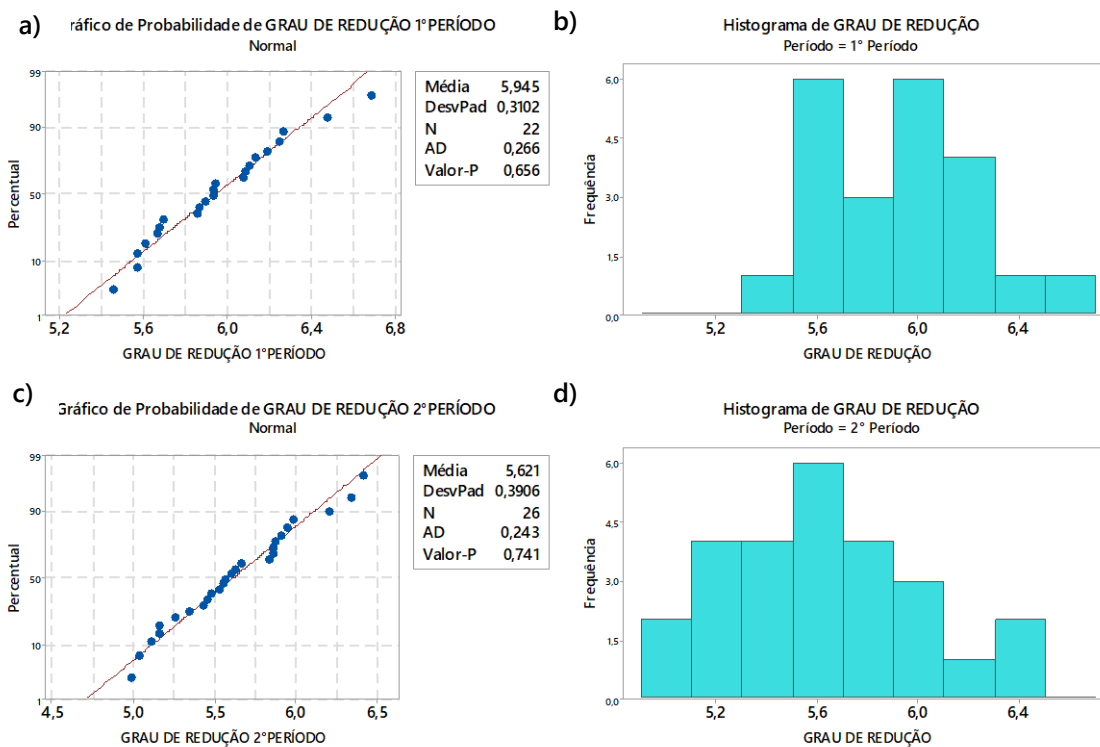 a)
ráfico de Probabilidade de GRAU DE REDUÇÃO 1°PERÍODO
Normal
99
90
50
10
1
Percentual
5,2 5,6 6,0 6,4 6,8
GRAU DE REDUÇÃO 1°PERÍODO
Média 5,945
DesvPad 0,3102
N 22
AD 0,266
Valor-P 0,656
b)
Histograma de GRAU DE REDUÇÃO
Período = 1° Período
6,0
4,5
3,0
1,5
0,0
Frequência
5,2 5,6 6,0 6,4
GRAU DE REDUÇÃO
c)
Gráfico de Probabilidade de GRAU DE REDUÇÃO 2°PERÍODO
Normal
99
90
50
10
1
Percentual
4,5 5,0 5,5 6,0 6,5
GRAU DE REDUÇÃO 2°PERÍODO
Média 5,621
DesvPad 0,3906
N 26
AD 0,243
Valor-P 0,741
d)
Histograma de GRAU DE REDUÇÃO
Período = 2° Período
6,0
4,5
3,0
1,5
0,0
Frequência
5,2 5,6 6,0 6,4
GRAU DE REDUÇÃO